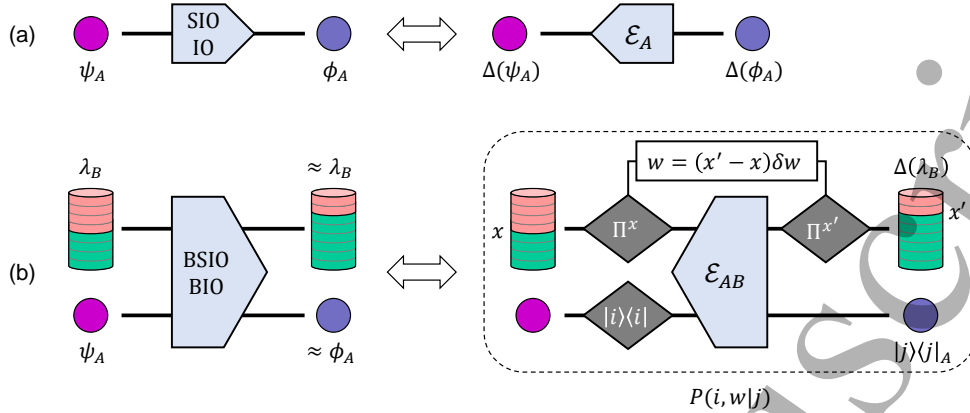 (a)
SIO
IO
ψ_A
ϕ_A
ℰ_A
Δ(ψ_A)
Δ(ϕ_A)
(b)
λ_B
≈ λ_B
BSIO
BIO
ψ_A
≈ ϕ_A
w = (x′ − x)δw
Δ(λ_B)
x
Π^x
Π^x′
x′
ℰ_AB
|i⟩⟨i|
|j⟩⟨j|_A
P(i, w|j)